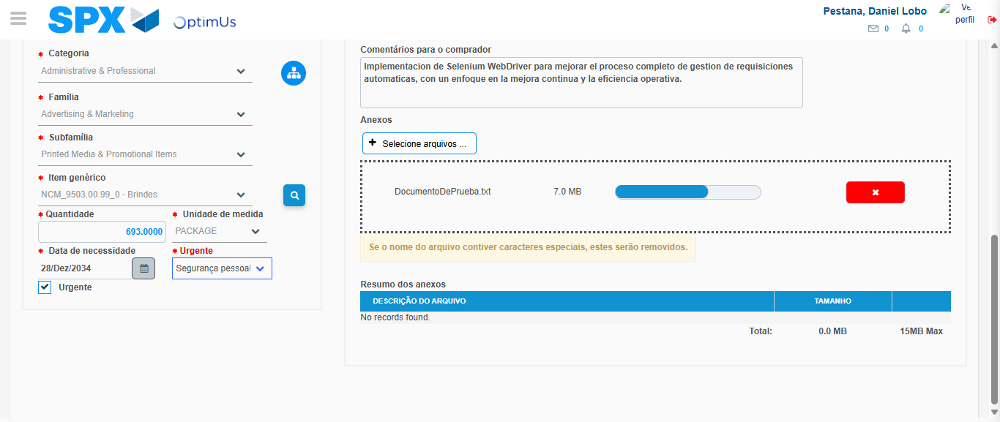 SPX
OptimUs
Pestana, Daniel Lobo
Ve
perfil
0
0
* Categoria
Administrative & Professional
* Família
Advertising & Marketing
* Subfamília
Printed Media & Promotional Items
* Item genérico
NCM_9503.00.99_0 - Brindes
* Quantidade
* Unidade de medida
693.0000
PACKAGE
* Data de necessidade
* Urgente
28/Dez/2034
Segurança pessoal
Urgente
Comentários para o comprador
Implementacion de Selenium WebDriver para mejorar el proceso completo de gestion de requisiciones
automaticas, con un enfoque en la mejora continua y la eficiencia operativa.
Anexos
+ Selecione arquivos ...
DocumentoDePrueba.txt
7.0 MB
Se o nome do arquivo contiver caracteres especiais, estes serão removidos.
Resumo dos anexos
DESCRIÇÃO DO ARQUIVO
TAMANHO
No records found.
Total:
0.0 MB
15MB Max